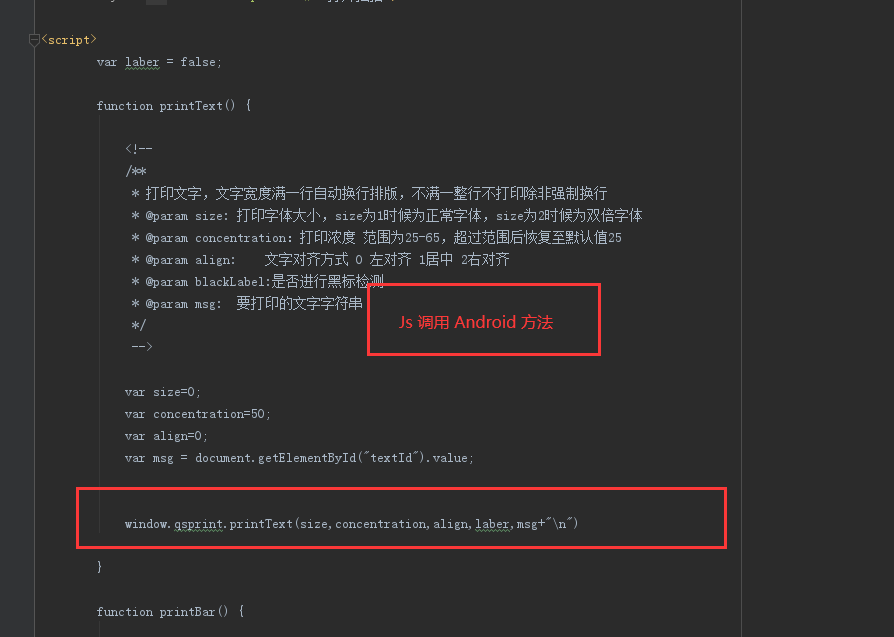 <script>
var laber = false;
function printText() {
<!--
/**
* 打印文字，文字宽度满一行自动换行排版，不满一整行不打印除非强制换行
* @param size: 打印字体大小，size为1时候为正常字体，size为2时候为双倍字体
* @param concentration: 打印浓度 范围为25-65，超过范围后恢复至默认值25
* @param align: 文字对齐方式 0 左对齐 1居中 2右对齐
* @param blackLabel:是否进行黑标检测
* @param msg: 要打印的文字字符串
*/
-->
Js 调用 Android 方法
var size=0;
var concentration=50;
var align=0;
var msg = document.getElementById("textId").value;
window.qsprint.printText(size,concentration,align,laber,msg+"\n")
}
function printBar() {